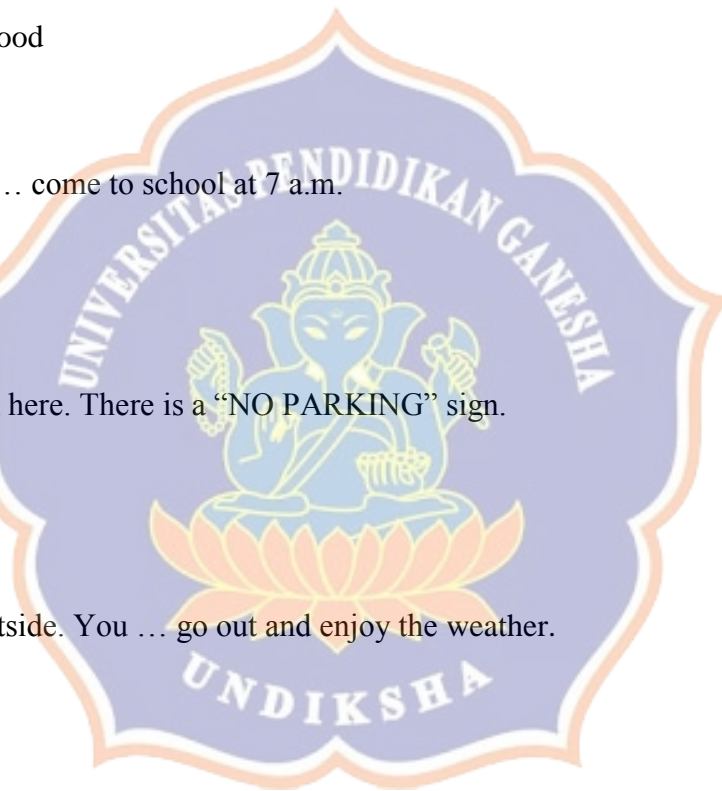 ood
… come to school at 7 a.m.
here. There is a “NO PARKING” sign.
tside. You … go out and enjoy the weather.
UNIVERSITAS PENDIDIKAN GANESHA
UNDIKSHA